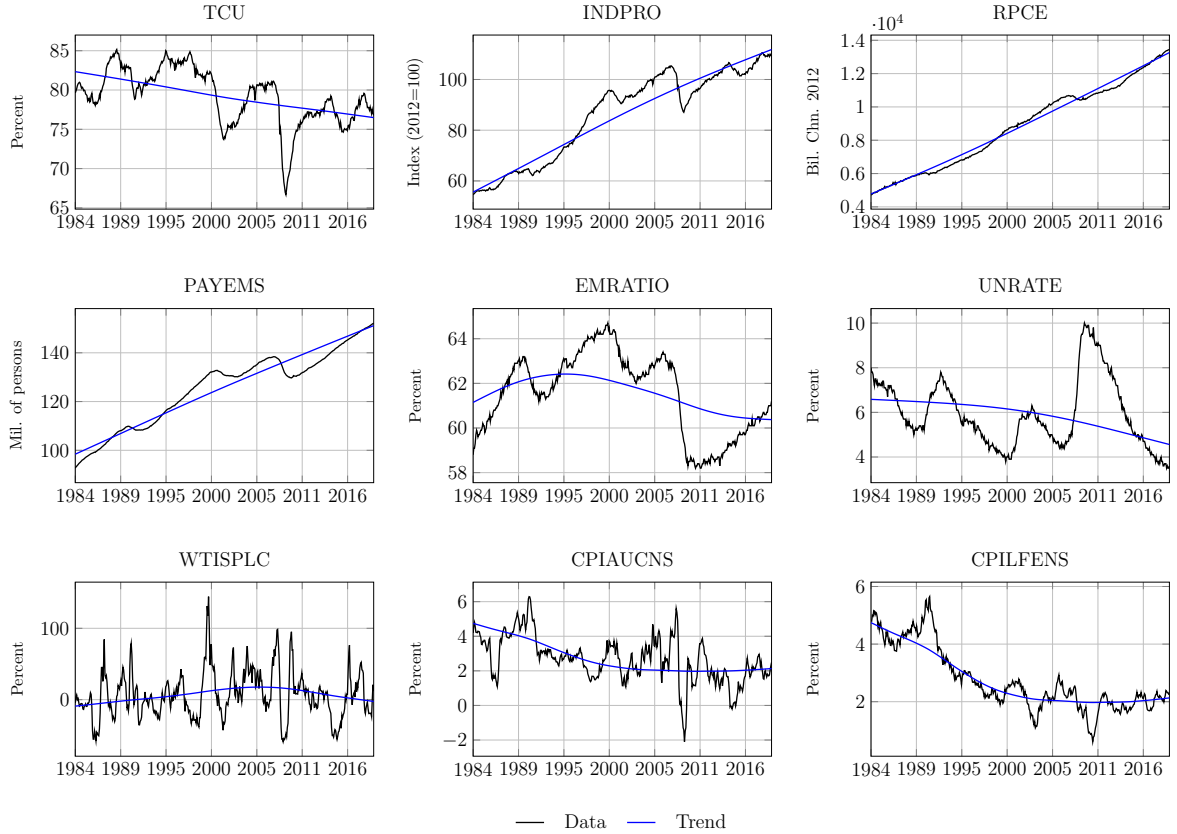 TCU
INDPRO
RPCE
Percent
85
80
75
70
65
1984 1989 1995 2000 2005 2011 2016
Index (2012=100)
100
80
60
1984 1989 1995 2000 2005 2011 2016
Bil. Chn. 2012
·10⁴
1.4
1.2
1
0.8
0.6
0.4
1984 1989 1995 2000 2005 2011 2016
PAYEMS
EMRATIO
UNRATE
Mil. of persons
140
120
100
1984 1989 1995 2000 2005 2011 2016
Percent
64
62
60
58
1984 1989 1995 2000 2005 2011 2016
Percent
10
8
6
4
1984 1989 1995 2000 2005 2011 2016
WTISPLC
CPIAUCNS
CPILFENS
Percent
100
50
0
1984 1989 1995 2000 2005 2011 2016
Percent
6
4
2
0
−2
1984 1989 1995 2000 2005 2011 2016
Percent
6
4
2
1984 1989 1995 2000 2005 2011 2016
Data Trend